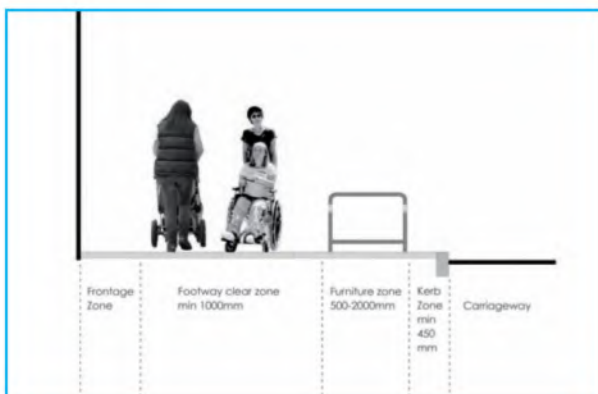 Frontage
Zone
Footway clear zone
min 1000mm
Furniture zone
500-2000mm
Kerb
Zone
min
450
mm
Carriageway